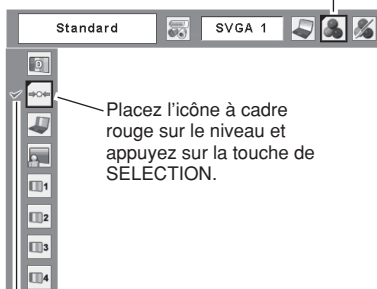 Standard SVGA 1
Placez l'icône à cadre
rouge sur le niveau et
appuyez sur la touche de
SELECTION.
1
2
3
4